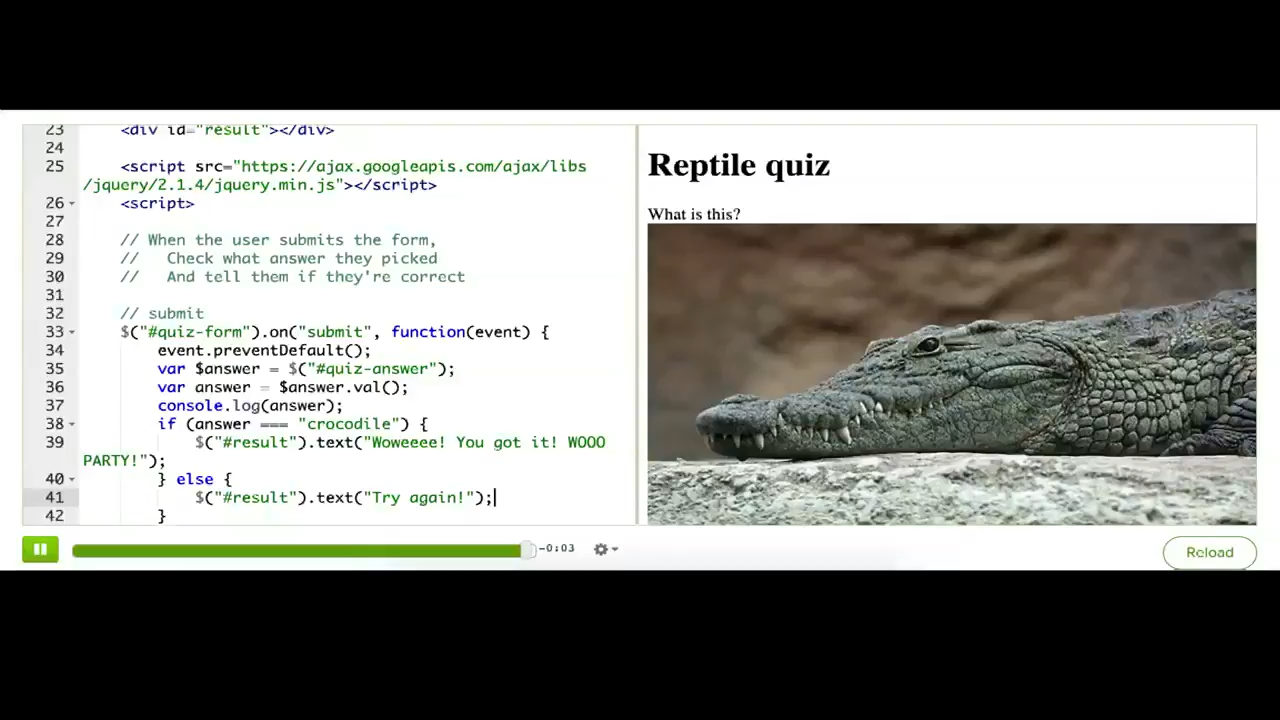 23 <div id="result"></div>
24
25 <script src="https://ajax.googleapis.com/ajax/libs
/jquery/2.1.4/jquery.min.js"></script>
26 <script>
27
28 // When the user submits the form,
29 //   Check what answer they picked
30 //   And tell them if they're correct
31
32 // submit
33 $("#quiz-form").on("submit", function(event) {
34 event.preventDefault();
35 var $answer = $("#quiz-answer");
36 var answer = $answer.val();
37 console.log(answer);
38 if (answer === "crocodile") {
39 $("#result").text("Woweeee! You got it! WOOO
PARTY!");
40 } else {
41 $("#result").text("Try again!");
42 }
Reptile quiz
What is this?
-0:03
Reload